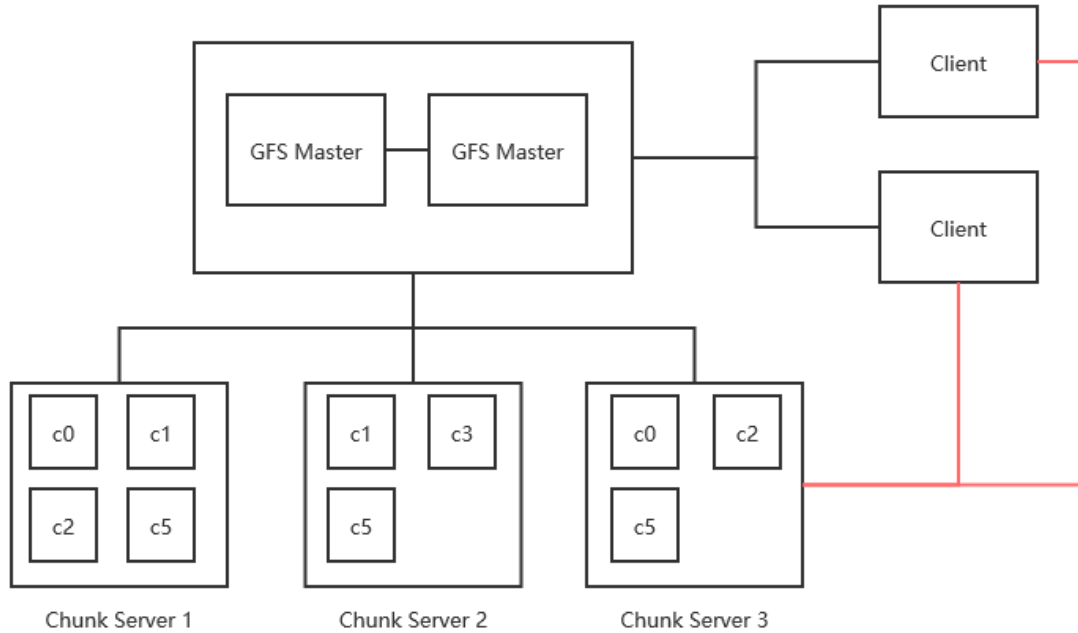 Client
GFS Master
GFS Master
Client
c0
c1
c2
c5
Chunk Server 1
c1
c3
c5
Chunk Server 2
c0
c2
c5
Chunk Server 3